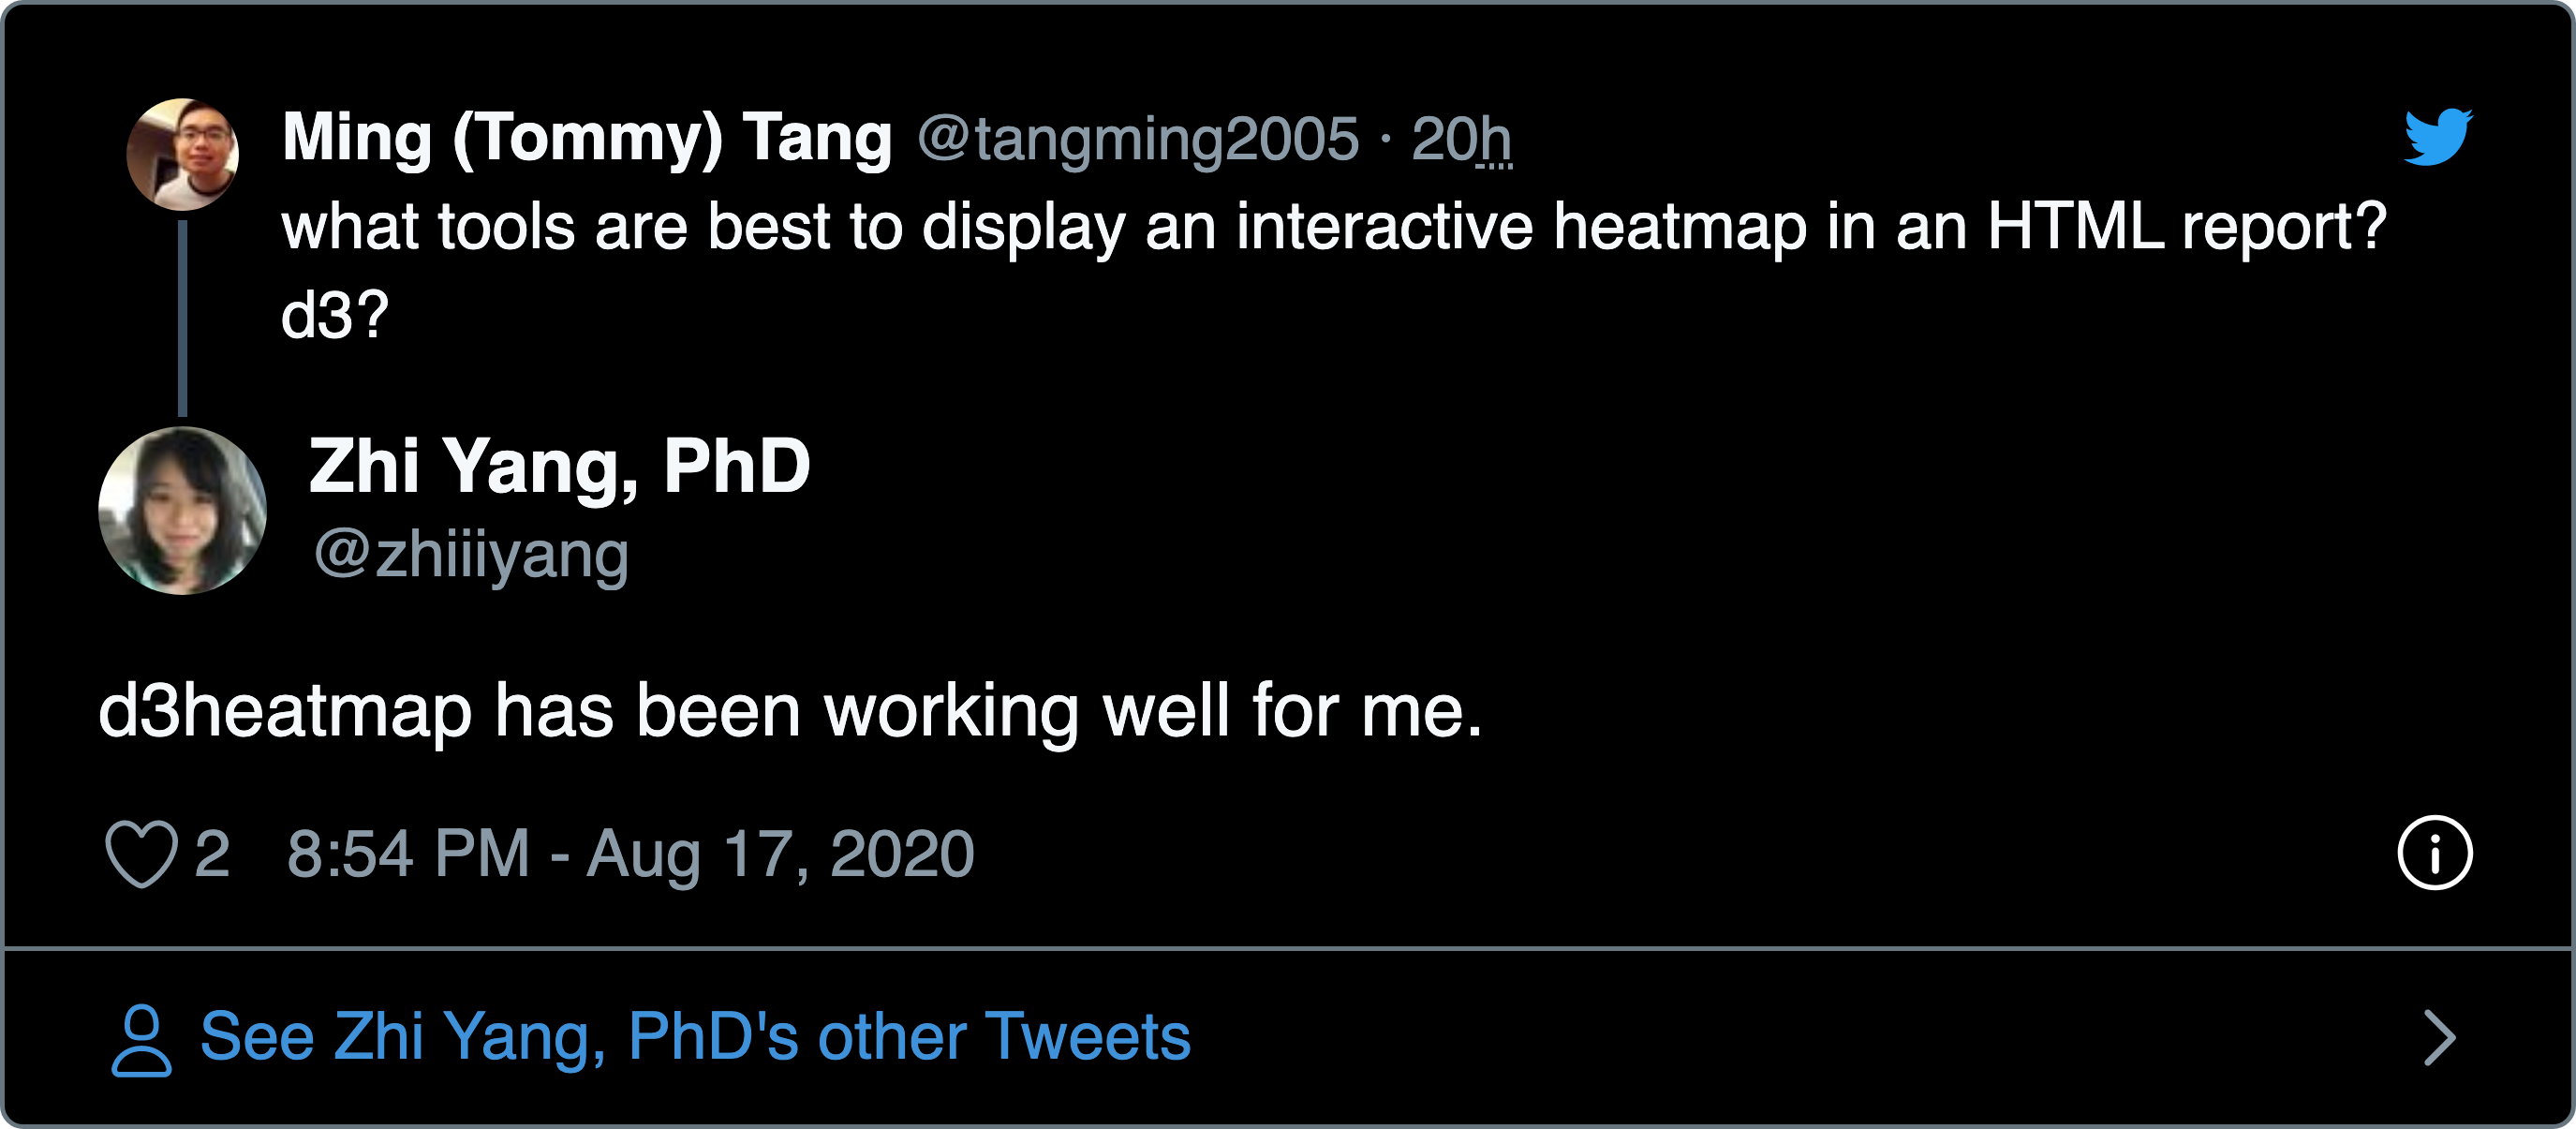 Ming (Tommy) Tang @tangming2005 · 20h
what tools are best to display an interactive heatmap in an HTML report?
d3?
Zhi Yang, PhD
@zhiiiyang
d3heatmap has been working well for me.
2 8:54 PM - Aug 17, 2020
See Zhi Yang, PhD's other Tweets